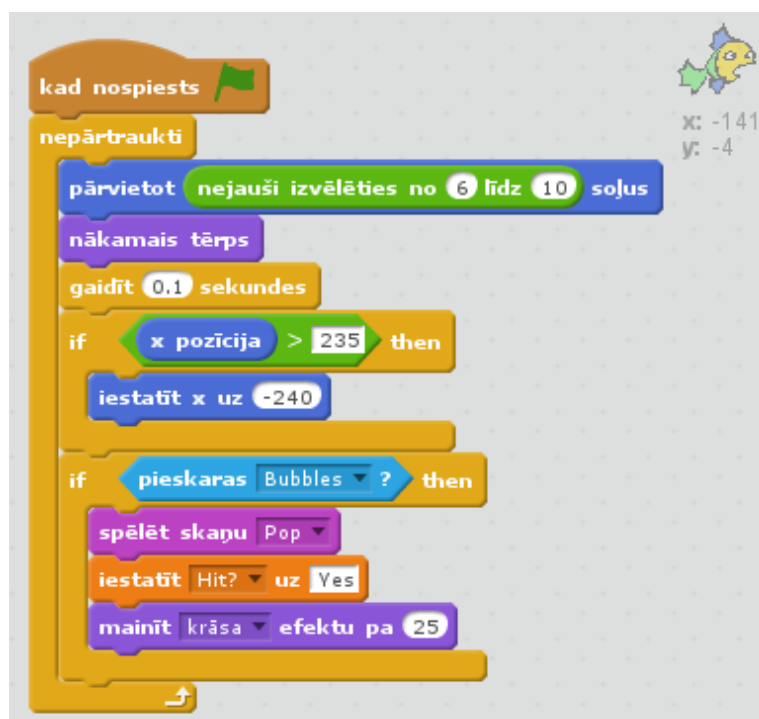 kad nospiests
nepārtraukti
pārvietot nejauši izvēlēties no 6 līdz 10 soļus
nākamais tērps
gaidīt 0.1 sekundes
if x pozīcija > 235 then
iestatīt x uz -240
if pieskaras Bubbles ? then
spēlēt skaņu Pop
iestatīt Hit? uz Yes
mainīt krāsa efektu pa 25
x: -141
y: -4